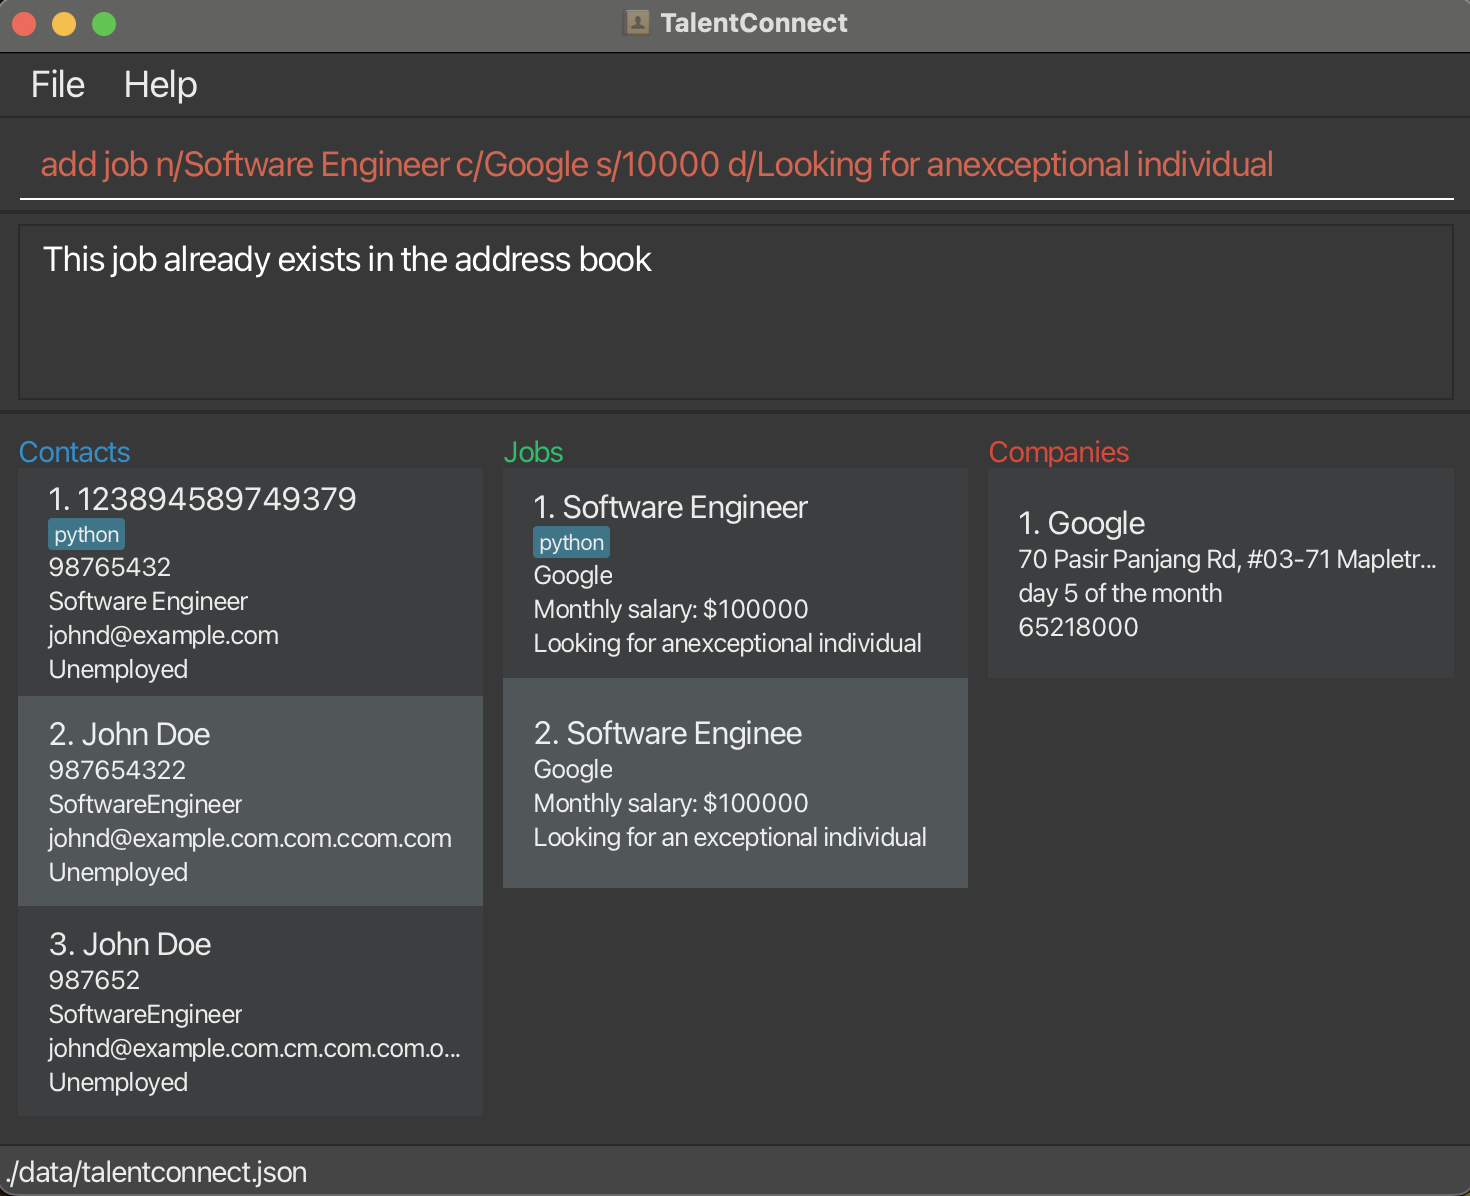 TalentConnect
File Help
add job n/Software Engineer c/Google s/10000 d/Looking for anexceptional individual
This job already exists in the address book
Contacts
1. 123894589749379
python
98765432
Software Engineer
johnd@example.com
Unemployed
2. John Doe
987654322
SoftwareEngineer
johnd@example.com.com.ccom.com
Unemployed
3. John Doe
987652
SoftwareEngineer
johnd@example.com.cm.com.com.o...
Unemployed
Jobs
1. Software Engineer
python
Google
Monthly salary: $100000
Looking for anexceptional individual
2. Software Enginee
Google
Monthly salary: $100000
Looking for an exceptional individual
Companies
1. Google
70 Pasir Panjang Rd, #03-71 Mapletr...
day 5 of the month
65218000
./data/talentconnect.json